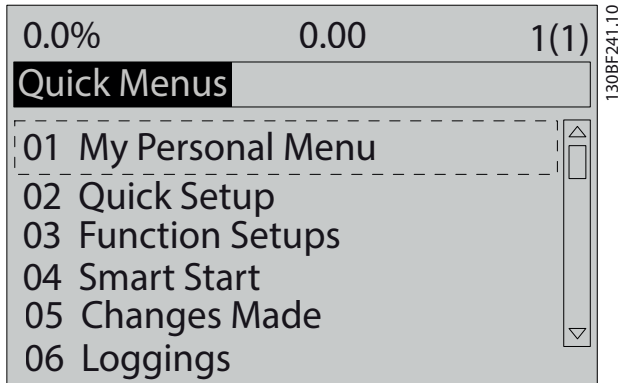 0.0% 0.00 1(1)
Quick Menus
01 My Personal Menu
02 Quick Setup
03 Function Setups
04 Smart Start
05 Changes Made
06 Loggings
130BF241.10